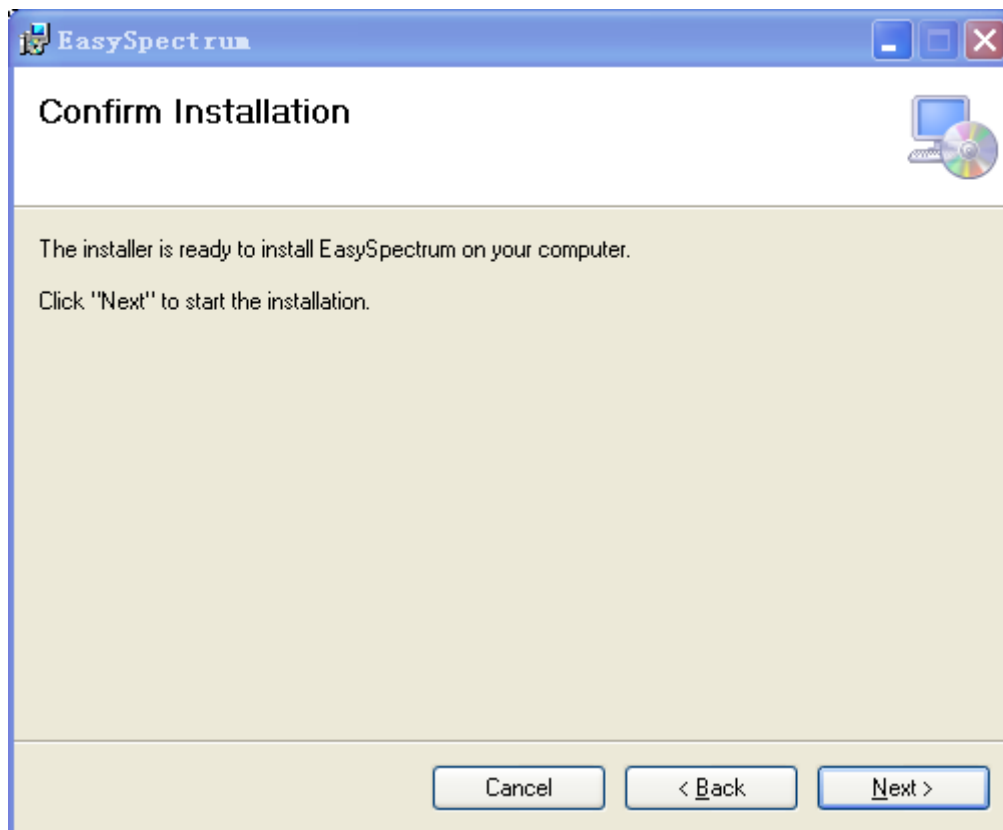 EasySpectrum
Confirm Installation
The installer is ready to install EasySpectrum on your computer.
Click "Next" to start the installation.
Cancel
< Back
Next >